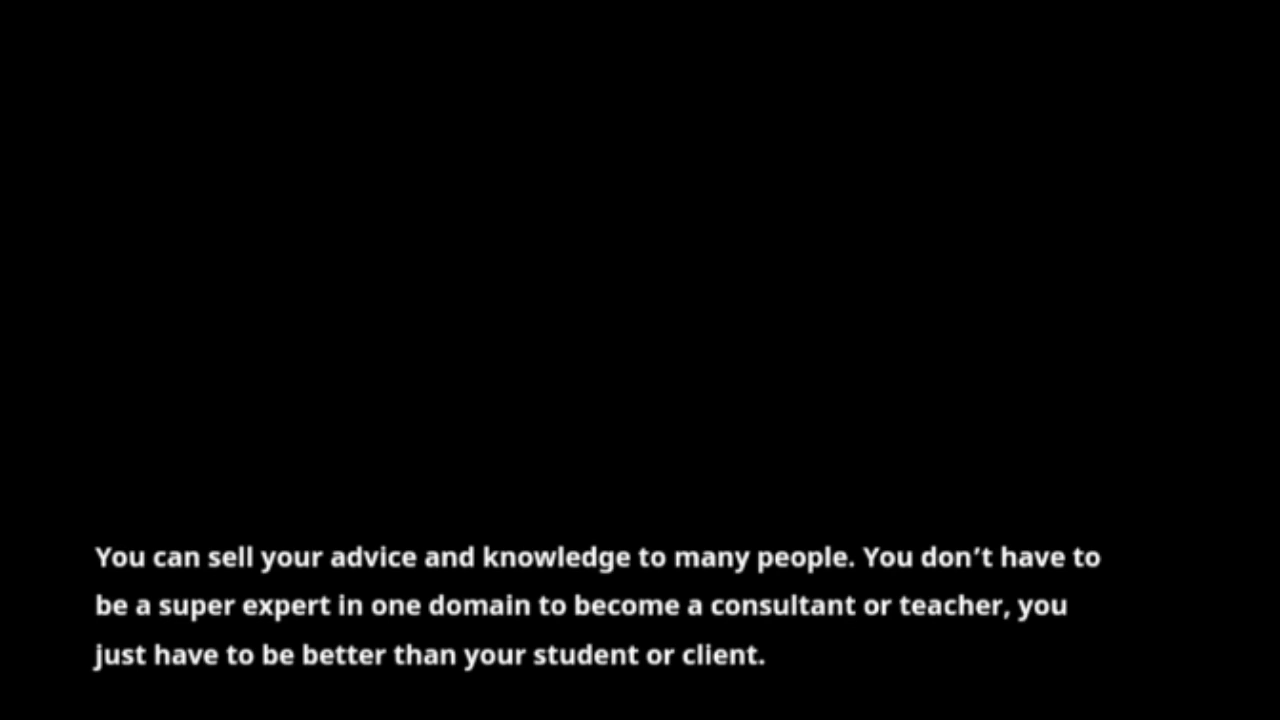 You can sell your advice and knowledge to many people. You don’t have to
be a super expert in one domain to become a consultant or teacher, you
just have to be better than your student or client.